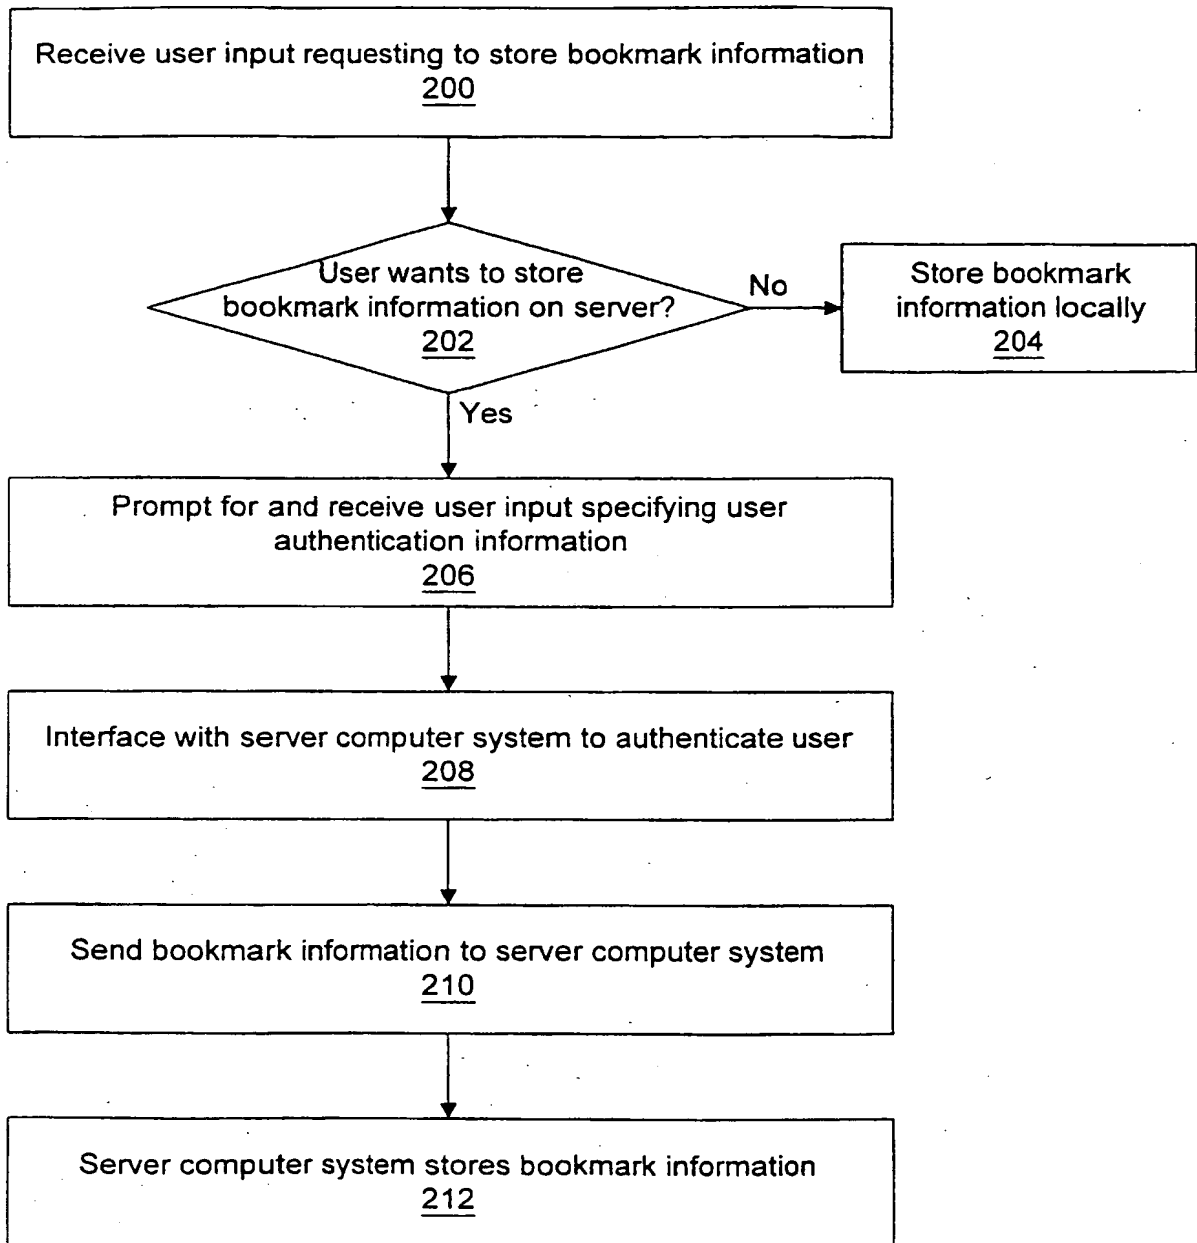 Receive user input requesting to store bookmark information
200
User wants to store
bookmark information on server?
202
No
Store bookmark
information locally
204
Yes
Prompt for and receive user input specifying user
authentication information
206
Interface with server computer system to authenticate user
208
Send bookmark information to server computer system
210
Server computer system stores bookmark information
212